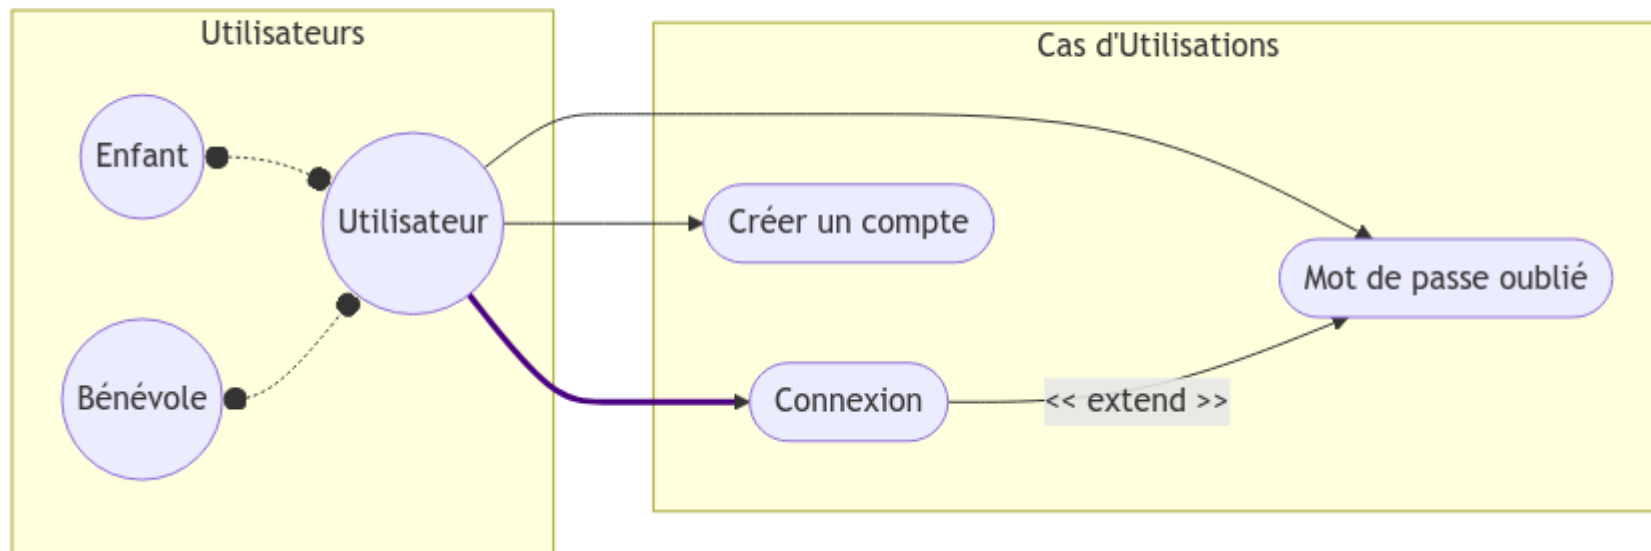 Utilisateurs
Enfant
Utilisateur
Bénévole
Cas d'Utilisations
Créer un compte
Mot de passe oublié
Connexion
<< extend >>